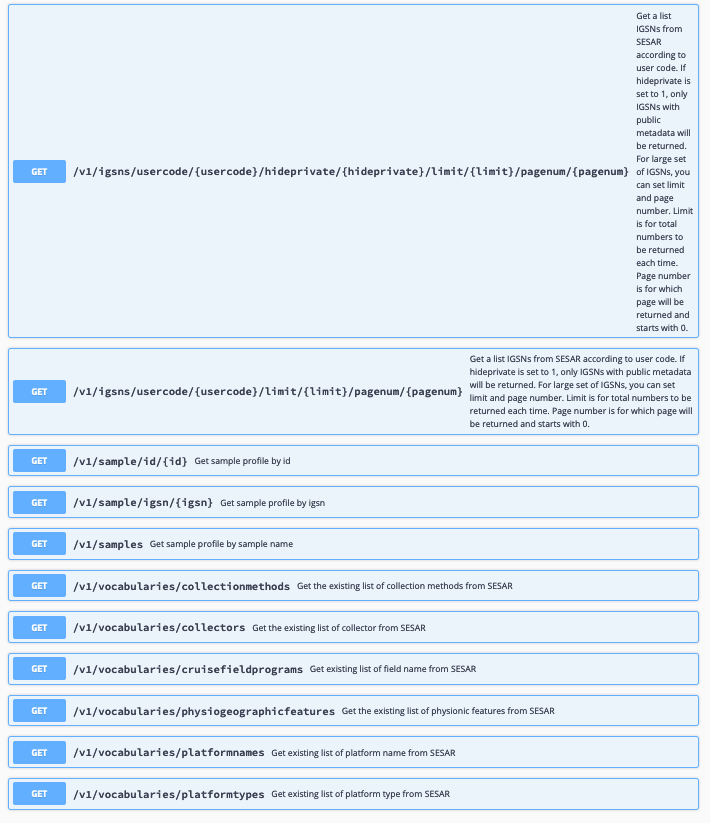 GET /v1/igsns/usercode/{usercode}/hideprivate/{hideprivate}/limit/{limit}/pagenum/{pagenum}
Get a list
IGSNs from
SESAR
according to
user code. If
hideprivate is
set to 1, only
IGSNs with
public
metadata will
be returned.
For large set
of IGSNs, you
can set limit
and page
number. Limit
is for total
numbers to
be returned
each time.
Page number
is for which
page will be
returned and
starts with 0.
GET /v1/igsns/usercode/{usercode}/limit/{limit}/pagenum/{pagenum}
Get a list IGSNs from SESAR according to user code. If
hideprivate is set to 1, only IGSNs with public metadata
will be returned. For large set of IGSNs, you can set
limit and page number. Limit is for total numbers to be
returned each time. Page number is for which page will
be returned and starts with 0.
GET /v1/sample/id/{id} Get sample profile by id
GET /v1/sample/igsn/{igsn} Get sample profile by igsn
GET /v1/samples Get sample profile by sample name
GET /v1/vocabularies/collectionmethods Get the existing list of collection methods from SESAR
GET /v1/vocabularies/collectors Get the existing list of collector from SESAR
GET /v1/vocabularies/cruisefieldprograms Get existing list of field name from SESAR
GET /v1/vocabularies/physiogeographicfeatures Get the existing list of physionic features from SESAR
GET /v1/vocabularies/platformnames Get existing list of platform name from SESAR
GET /v1/vocabularies/platformtypes Get existing list of platform type from SESAR